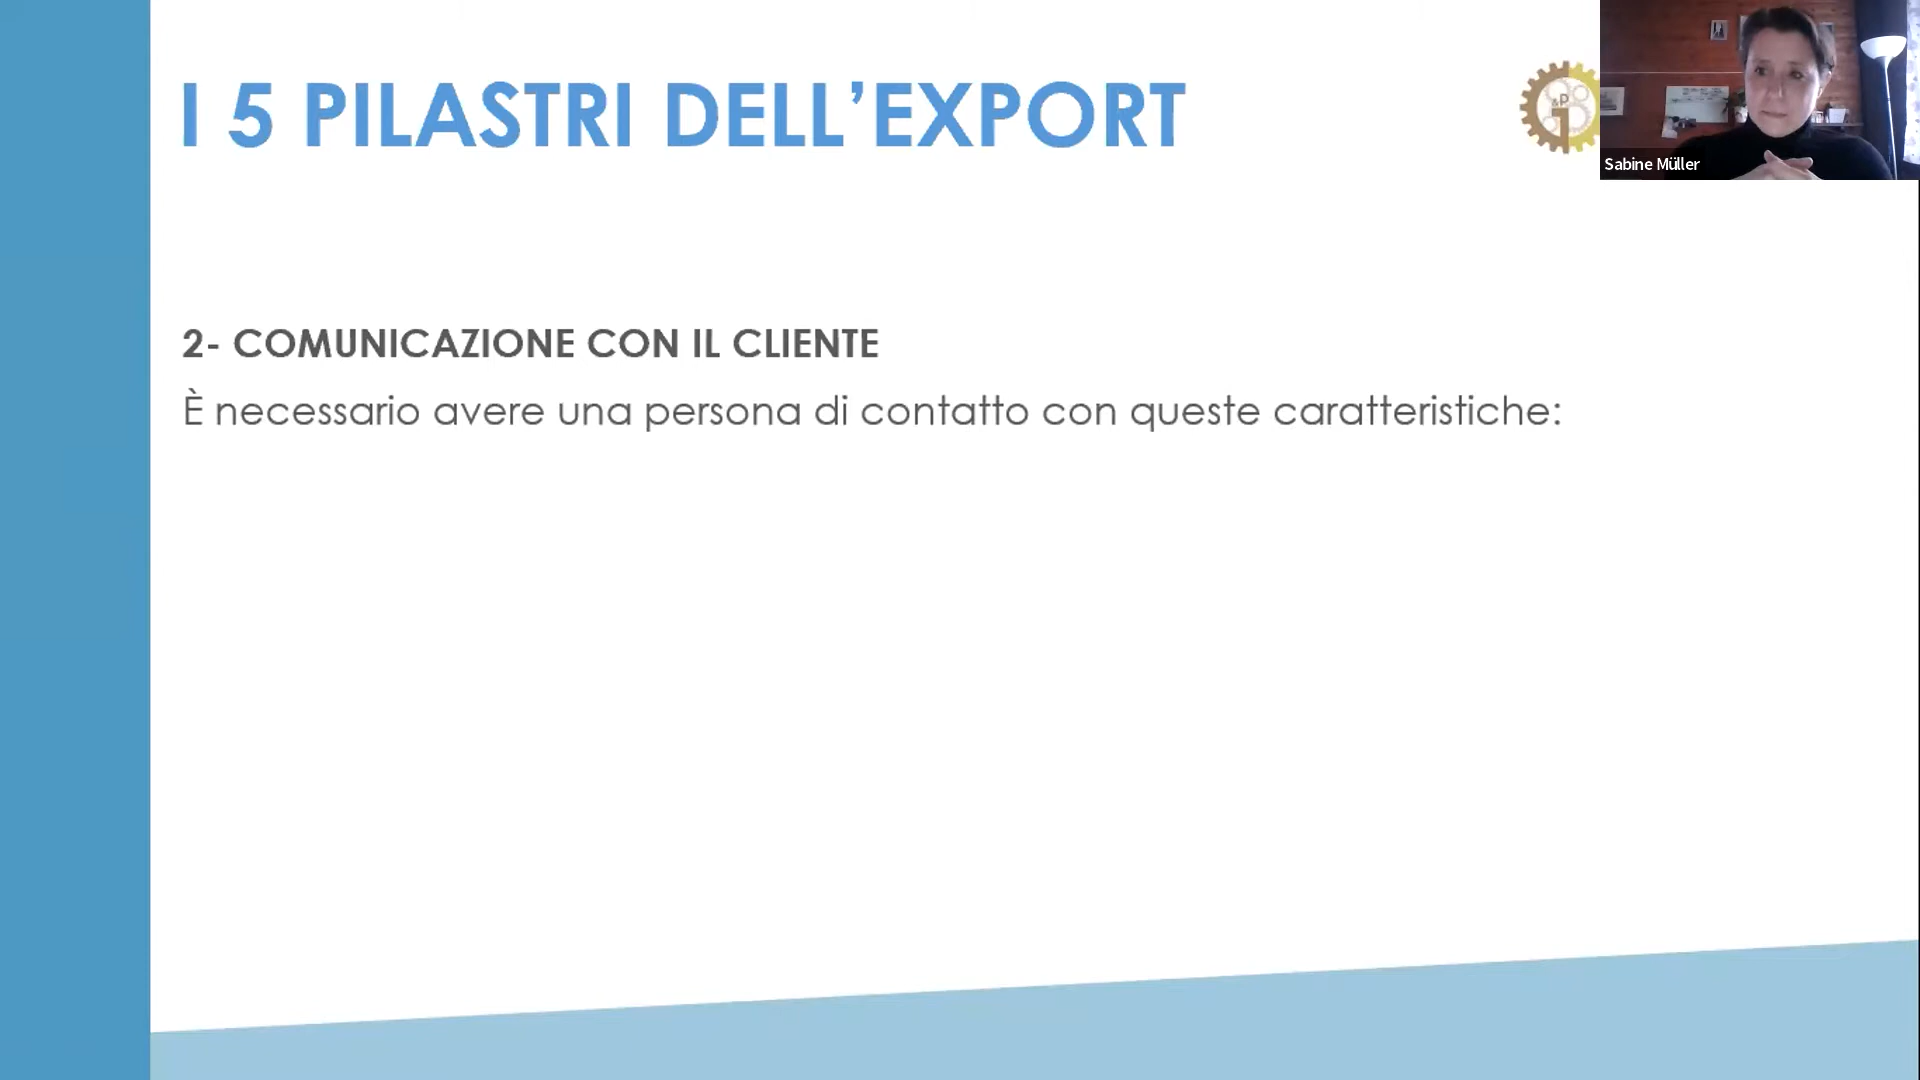 I 5 PILASTRI DELL’EXPORT
Sabine Müller
2- COMUNICAZIONE CON IL CLIENTE
È necessario avere una persona di contatto con queste caratteristiche: